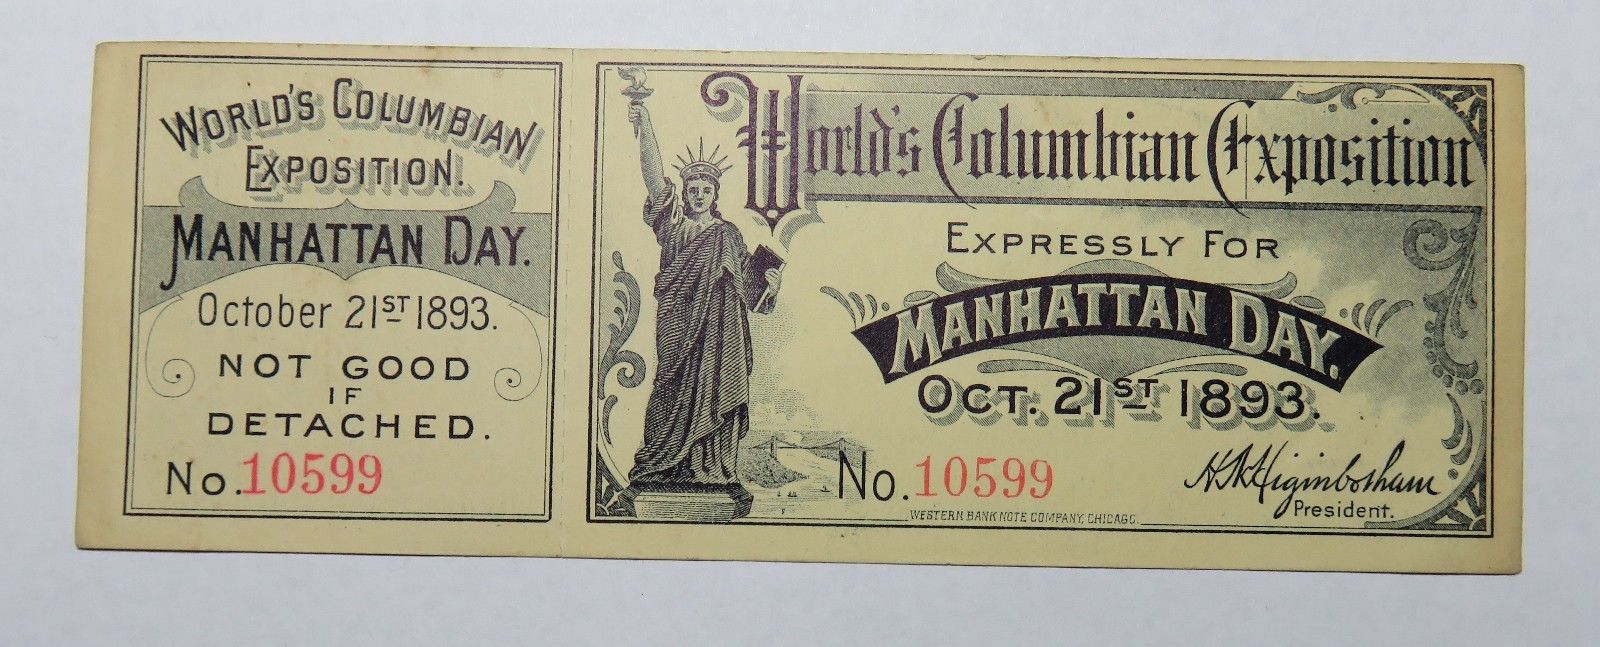 World's Columbian
Exposition.
Manhattan Day.
October 21ST 1893.
NOT GOOD
IF
DETACHED.
No. 10599
World's Columbian Exposition
Expressly For
Manhattan Day.
Oct. 21ST 1893.
No. 10599
H N Higinbotham
President.
WESTERN BANK NOTE COMPANY, CHICAGO.